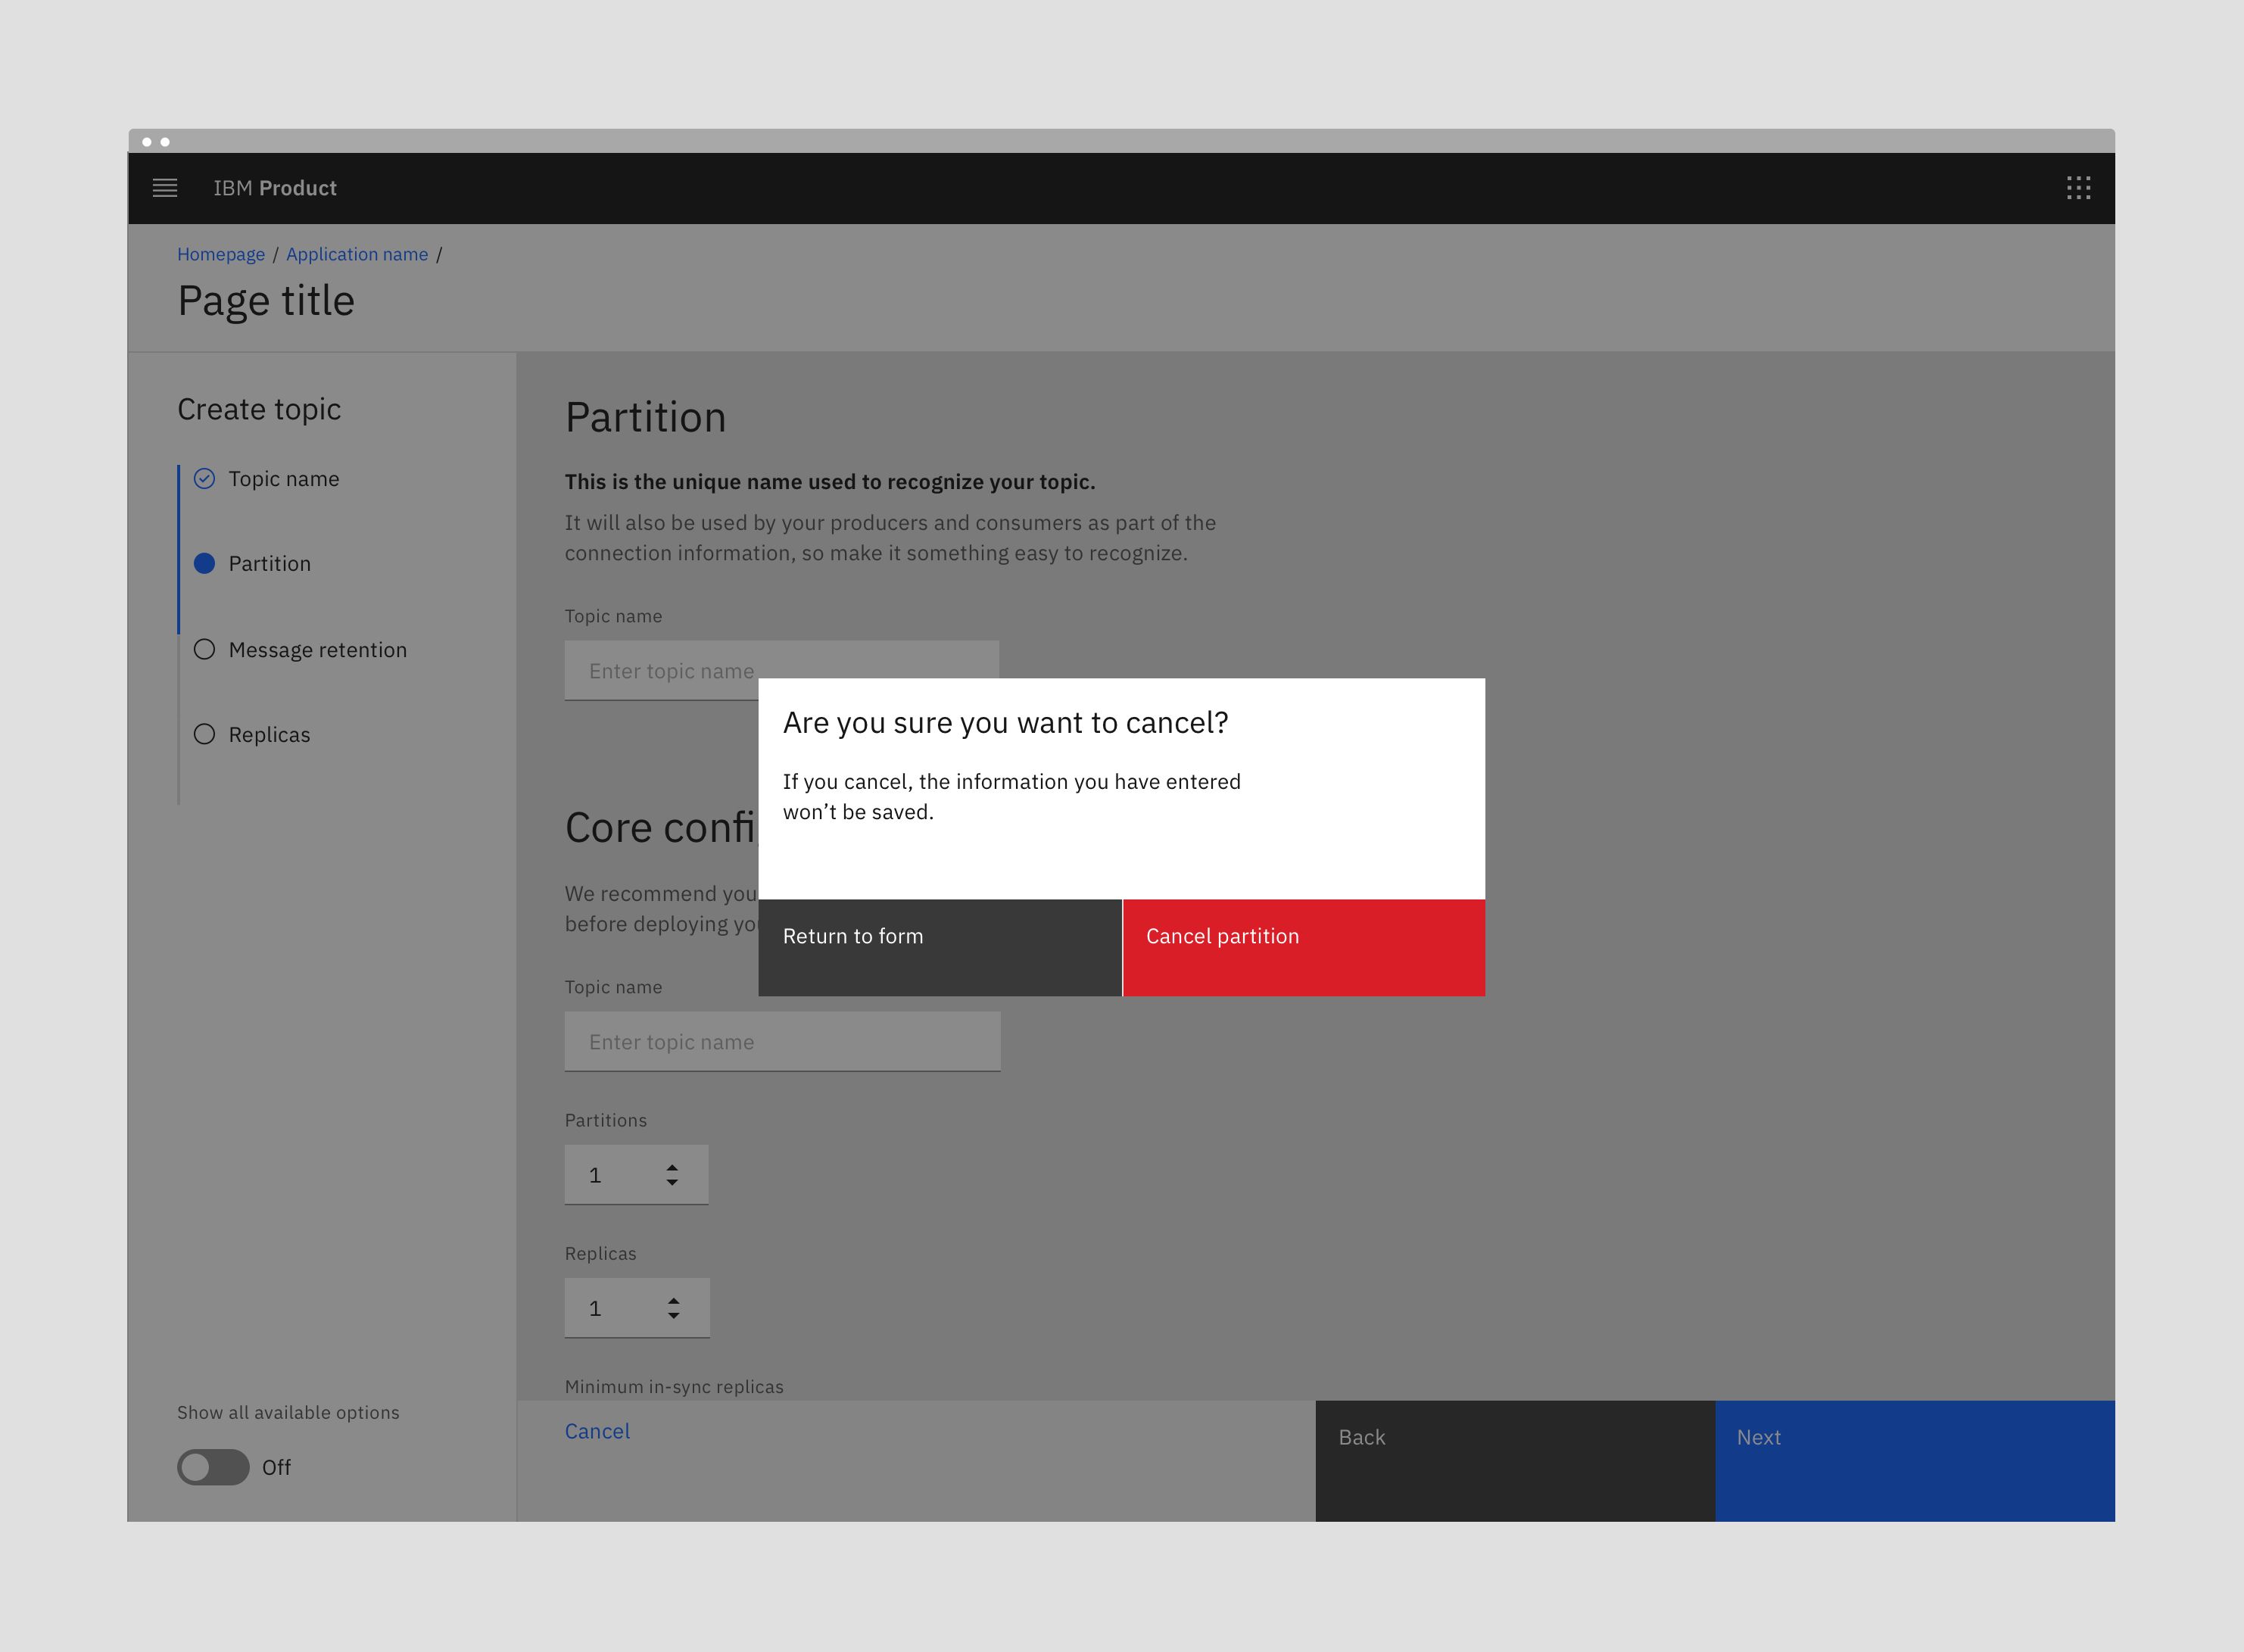 IBM Product
Homepage / Application name /
Page title
Create topic
Topic name
Partition
Message retention
Replicas
Show all available options
Off
Partition
This is the unique name used to recognize your topic.
It will also be used by your producers and consumers as part of the
connection information, so make it something easy to recognize.
Topic name
Enter topic name
Core
We recommend you
before deploying
Topic name
Enter topic name
Partitions
1
Replicas
1
Minimum in-sync replicas
Are you sure you want to cancel?
If you cancel, the information you have entered
won’t be saved.
Return to form
Cancel partition
Cancel
Back
Next